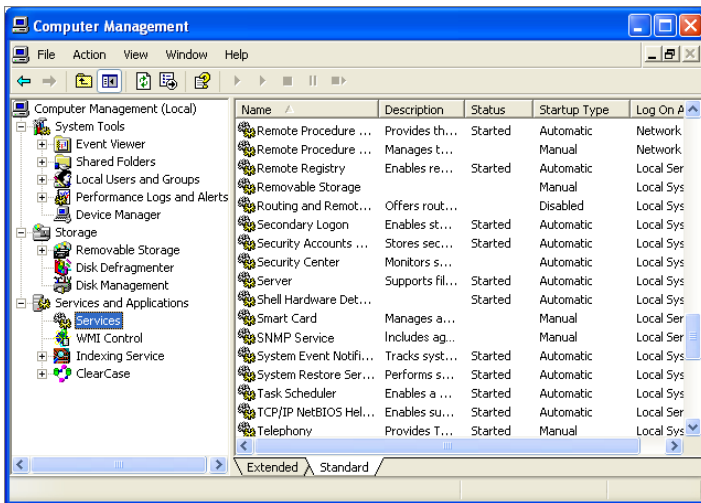 Computer Management
File Action View Window Help
Computer Management (Local)
System Tools
Event Viewer
Shared Folders
Local Users and Groups
Performance Logs and Alerts
Device Manager
Storage
Removable Storage
Disk Defragmenter
Disk Management
Services and Applications
Services
WMI Control
Indexing Service
ClearCase
Name Description Status Startup Type Log On A
Remote Procedure ... Provides th... Started Automatic Network
Remote Procedure ... Manages t... Manual Network
Remote Registry Enables re... Started Automatic Local Ser
Removable Storage Manual Local Sys
Routing and Remot... Offers rout... Disabled Local Sys
Secondary Logon Enables st... Started Automatic Local Sys
Security Accounts ... Stores sec... Started Automatic Local Sys
Security Center Monitors s... Automatic Local Sys
Server Supports fil... Started Automatic Local Sys
Shell Hardware Det... Started Automatic Local Sys
Smart Card Manages a... Manual Local Ser
SNMP Service Includes ag... Manual Local Ser
System Event Notifi... Tracks syst... Started Automatic Local Sys
System Restore Ser... Performs s... Started Automatic Local Sys
Task Scheduler Enables a ... Started Automatic Local Sys
TCP/IP NetBIOS Hel... Enables su... Started Automatic Local Ser
Telephony Provides T... Started Manual Local Sys
Extended Standard